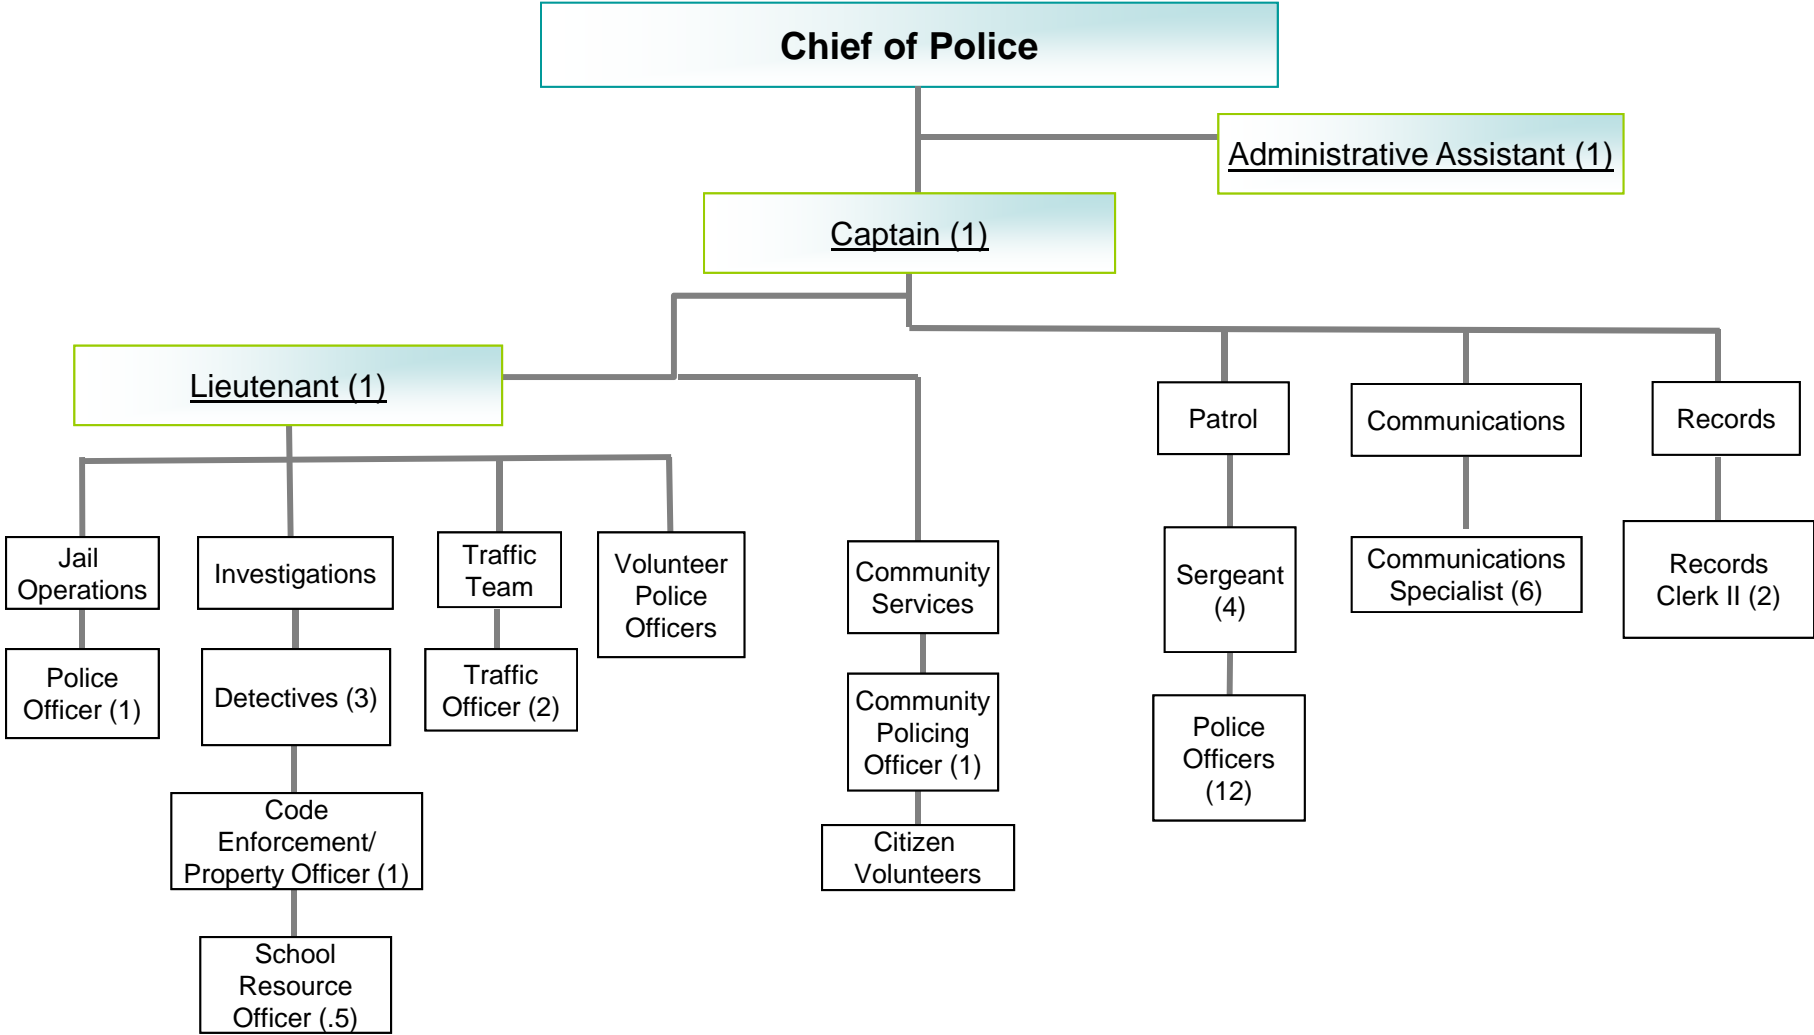 Chief of Police
Administrative Assistant (1)
Captain (1)
Lieutenant (1)
Patrol
Communications
Records
Jail
Operations
Investigations
Traffic
Team
Volunteer
Police
Officers
Community
Services
Sergeant
(4)
Communications
Specialist (6)
Records
Clerk II (2)
Police
Officer (1)
Detectives (3)
Traffic
Officer (2)
Community
Policing
Officer (1)
Police
Officers
(12)
Code
Enforcement/
Property Officer (1)
Citizen
Volunteers
School
Resource
Officer (.5)